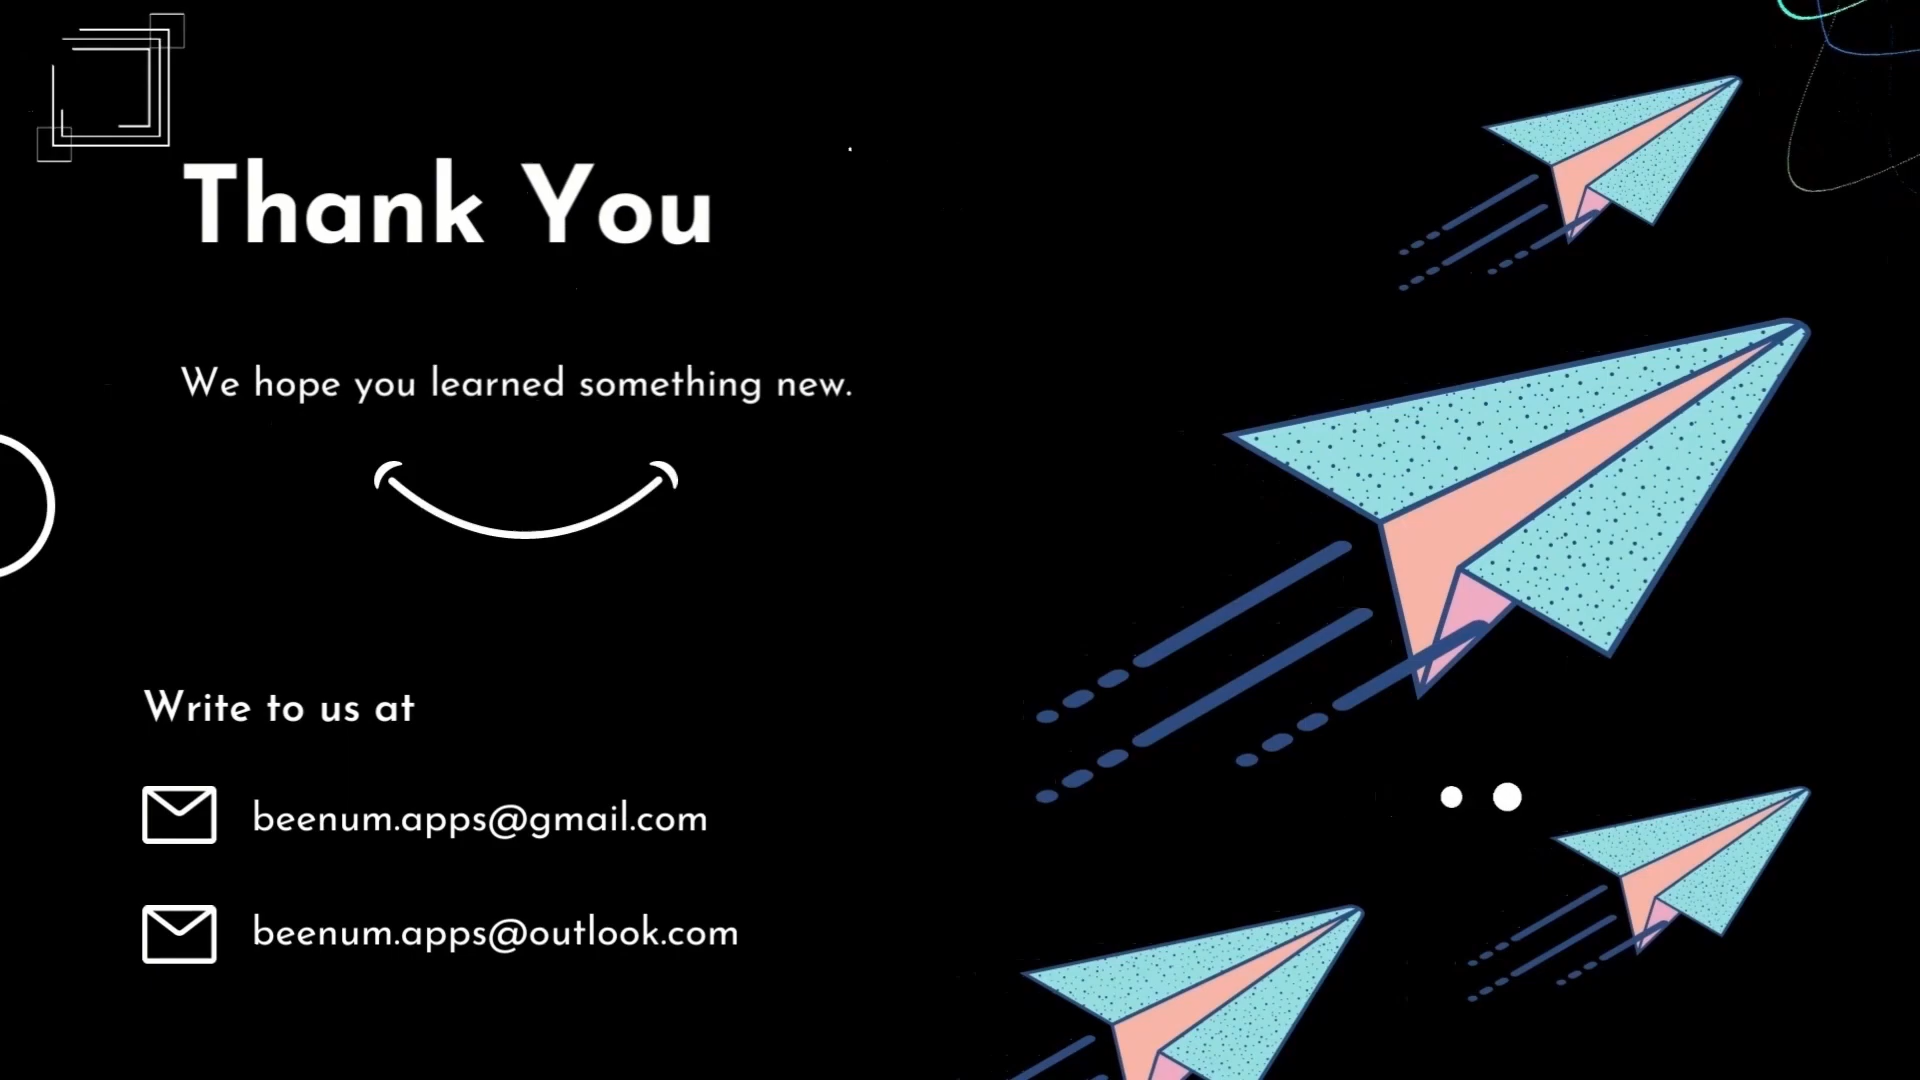 Thank You
We hope you learned something new.
Write to us at
beenum.apps@gmail.com
beenum.apps@outlook.com